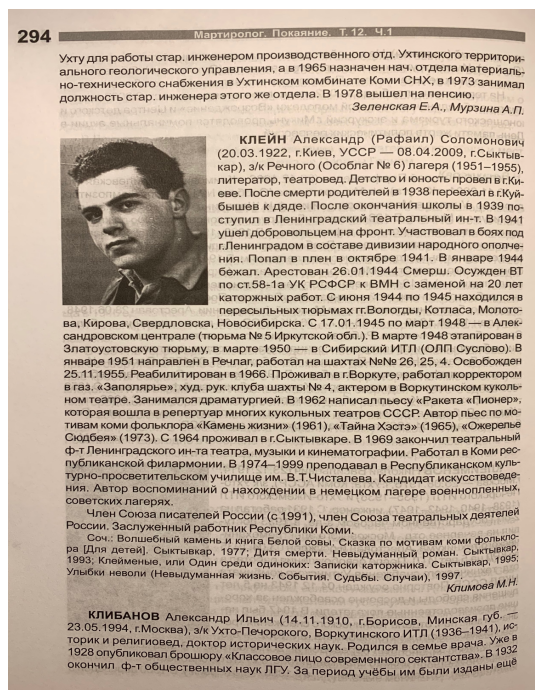 294
Мартиролог. Покаяние. Т. 12. Ч.1
Ухту для работы стар. инженером производственного отд. Ухтинского территори-
ального геологического управления, а в 1965 назначен нач. отдела материаль-
но-технического снабжения в Ухтинском комбинате Коми СНХ, в 1973 занимал
должность стар. инженера этого же отдела. В 1978 вышел на пенсию.
Зеленская Е.А., Мурзина А.П.
КЛЕЙН Александр (Рафаил) Соломонович
(20.03.1922, г.Киев, УССР — 08.04.2009, г.Сыктыв-
кар), з/к Речного (Особлаг № 6) лагеря (1951–1955),
литератор, театровед. Детство и юность провел в г.Ки-
еве. После смерти родителей в 1938 переехал в г.Куй-
бышев к дяде. После окончания школы в 1939 по-
ступил в Ленинградский театральный ин-т. В 1941
ушел добровольцем на фронт. Участвовал в боях под
г.Ленинградом в составе дивизии народного ополче-
ния. Попал в плен в октябре 1941. В январе 1944
бежал. Арестован 26.01.1944 Смерш. Осужден ВТ
по ст.58-1а УК РСФСР к ВМН с заменой на 20 лет
каторжных работ. С июня 1944 по 1945 находился в
пересыльных тюрьмах гг.Вологды, Котласа, Молото-
ва, Кирова, Свердловска, Новосибирска. С 17.01.1945 по март 1948 — в Алек-
сандровском централе (тюрьма № 5 Иркутской обл.). В марте 1948 этапирован в
Златоустовскую тюрьму, в марте 1950 — в Сибирский ИТЛ (ОЛП Суслово). В
январе 1951 направлен в Речлаг, работал на шахтах №№ 26, 25, 4. Освобожден
25.11.1955. Реабилитирован в 1966. Проживал в г.Воркуте, работал корректором
в газ. «Заполярье», худ. рук. клуба шахты № 4, актером в Воркутинском куколь-
ном театре. Занимался драматургией. В 1962 написал пьесу «Ракета «Пионер»,
которая вошла в репертуар многих кукольных театров СССР. Автор пьес по мо-
тивам коми фольклора «Камень жизни» (1961), «Тайна Хэстэ» (1965), «Ожерелье
Сюдбея» (1973). С 1964 проживал в г.Сыктывкаре. В 1969 закончил театральный
ф-т Ленинградского ин-та театра, музыки и кинематографии. Работал в Коми рес-
публиканской филармонии. В 1974–1999 преподавал в Республиканском куль-
турно-просветительском училище им. В.Т.Чисталева. Кандидат искусствоведе-
ния. Автор воспоминаний о нахождении в немецком лагере военнопленных,
советских лагерях.
Член Союза писателей России (с 1991), член Союза театральных деятелей
России. Заслуженный работник Республики Коми.
Соч.: Волшебный камень и книга Белой совы. Сказка по мотивам коми фолькло-
ра [Для детей]. Сыктывкар, 1977; Дитя смерти. Невыдуманный роман. Сыктывкар,
1993; Клейменые, или Один среди одиноких: Записки каторжника. Сыктывкар, 1995;
Улыбки неволи (Невыдуманная жизнь. События. Судьбы. Случаи), 1997.
Климова М.Н.
КЛИБАНОВ Александр Ильич (14.11.1910, г.Борисов, Минская губ. —
23.05.1994, г.Москва), з/к Ухто-Печорского, Воркутинского ИТЛ (1936–1941), ис-
торик и религиовед, доктор исторических наук. Родился в семье врача. Уже в
1928 опубликовал брошюру «Классовое лицо современного сектантства». В 1932
окончил ф-т общественных наук ЛГУ. За период учёбы им были изданы ещё